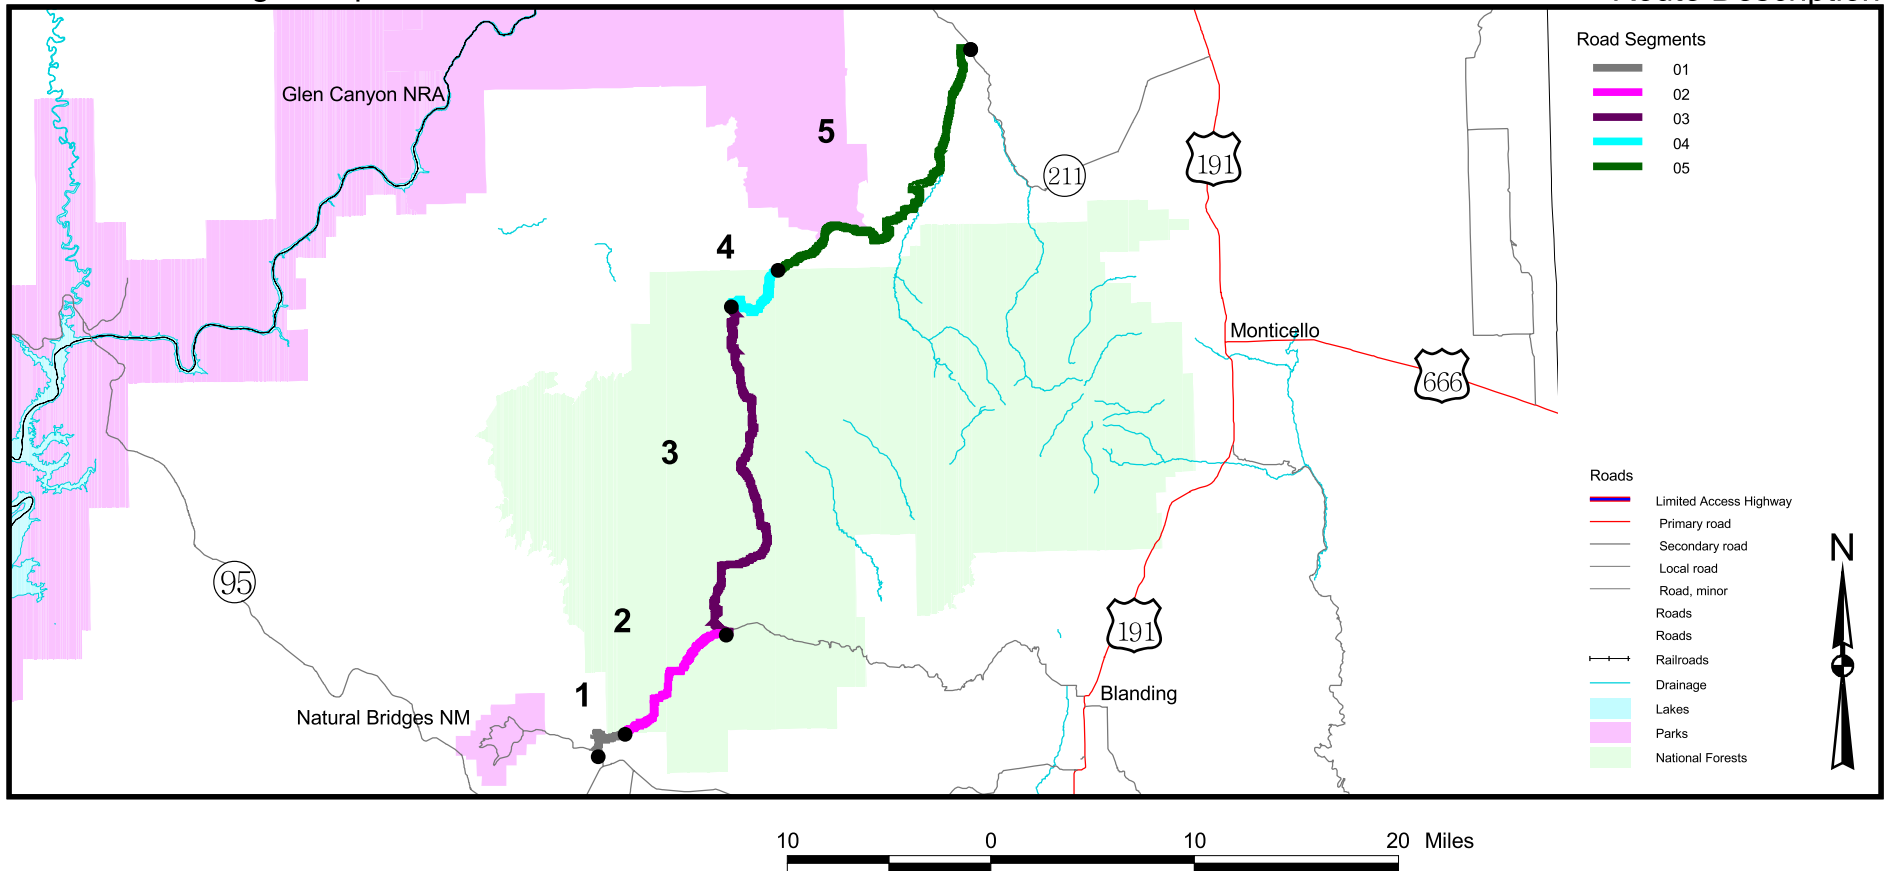 Route Description
Glen Canyon NRA
5
211
191
Road Segments
01
02
03
04
05
4
Monticello
666
3
95
2
191
1
Natural Bridges NM
Blanding
Roads
Limited Access Highway
Primary road
Secondary road
Local road
Road, minor
Roads
Roads
Railroads
Drainage
Lakes
Parks
National Forests
N
10 0 10 20 Miles